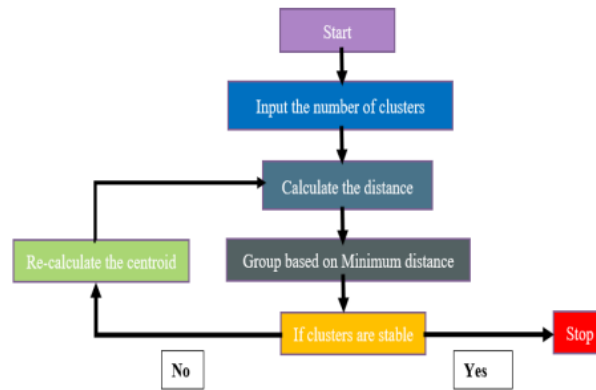 Start
Input the number of clusters
Calculate the distance
Re-calculate the centroid
Group based on Minimum distance
If clusters are stable
Stop
No
Yes